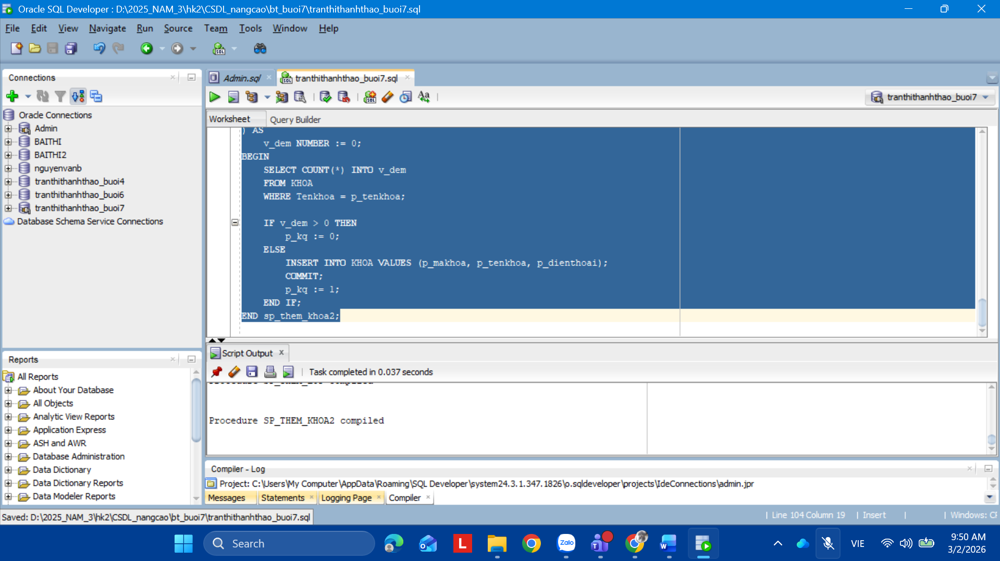 Oracle SQL Developer : D:\2025_NAM_3\hk2\CSDL_nangcao\bt_buoi7\tranthithanhthao_buoi7.sql
File Edit View Navigate Run Source Team Tools Window Help
Connections
Oracle Connections
Admin
BAITHI
BAITHI2
nguyenvanb
tranthithanhthao_buoi4
tranthithanhthao_buoi6
tranthithanhthao_buoi7
Database Schema Service Connections
Reports
All Reports
About Your Database
All Objects
Analytic View Reports
Application Express
ASH and AWR
Database Administration
Data Dictionary
Data Dictionary Reports
Data Modeler Reports
Admin.sql
tranthithanhthao_buoi7.sql
tranthithanhthao_buoi7
Worksheet Query Builder
) AS
v_dem NUMBER := 0;
BEGIN
SELECT COUNT(*) INTO v_dem
FROM KHOA
WHERE Tenkhoa = p_tenkhoa;
IF v_dem > 0 THEN
p_kq := 0;
ELSE
INSERT INTO KHOA VALUES (p_makhoa, p_tenkhoa, p_dienthoai);
COMMIT;
p_kq := 1;
END IF;
END sp_them_khoa2;
Script Output
Task completed in 0.037 seconds
Procedure SP_THEM_KHOA2 compiled
Compiler - Log
Project: C:\Users\My Computer\AppData\Roaming\SQL Developer\system24.3.1.347.1826\o.sqldeveloper\projects\IdeConnections\admin.jpr
Messages Statements Logging Page Compiler
Saved: D:\2025_NAM_3\hk2\CSDL_nangcao\bt_buoi7\tranthithanhthao_buoi7.sql
Line 104 Column 19 Insert Windows: CF
Search
L
Zalo
VIE
9:50 AM
3/2/2026